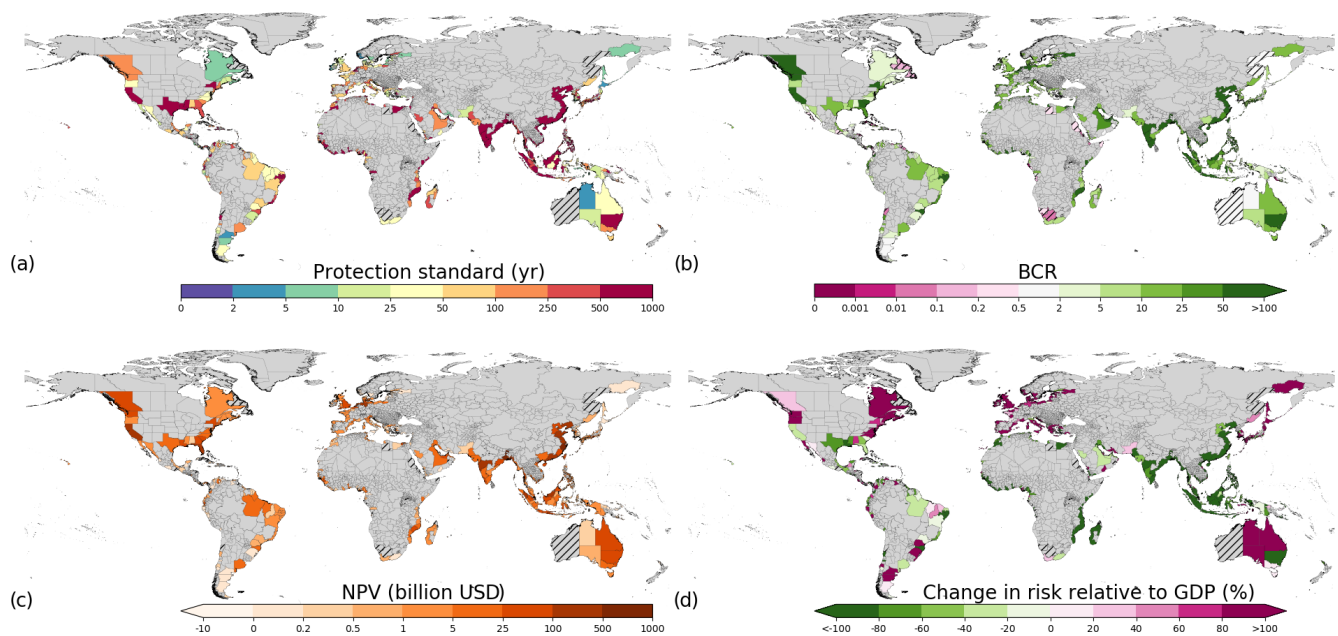 (a)
Protection standard (yr)
0 2 5 10 25 50 100 250 500 1000
(b)
BCR
0 0.001 0.01 0.1 0.2 0.5 2 5 10 25 50 >100
(c)
NPV (billion USD)
-10 0 0.2 0.5 1 5 25 100 500 1000
(d)
Change in risk relative to GDP (%)
<-100 -80 -60 -40 -20 0 20 40 60 80 >100